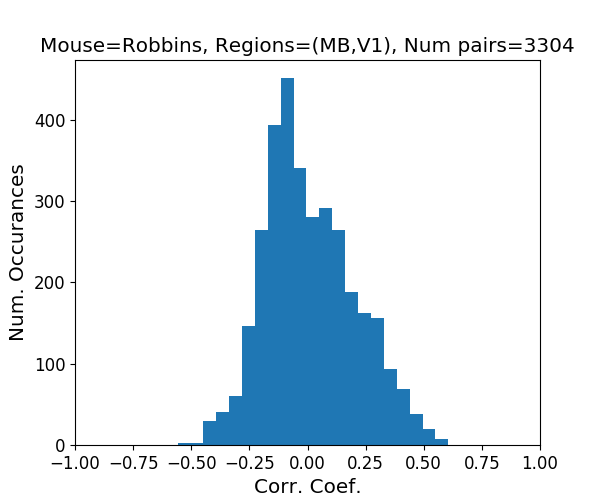 Mouse=Robbins, Regions=(MB,V1), Num pairs=3304
400
300
200
100
0
Num. Occurances
−1.00 −0.75 −0.50 −0.25 0.00 0.25 0.50 0.75 1.00
Corr. Coef.